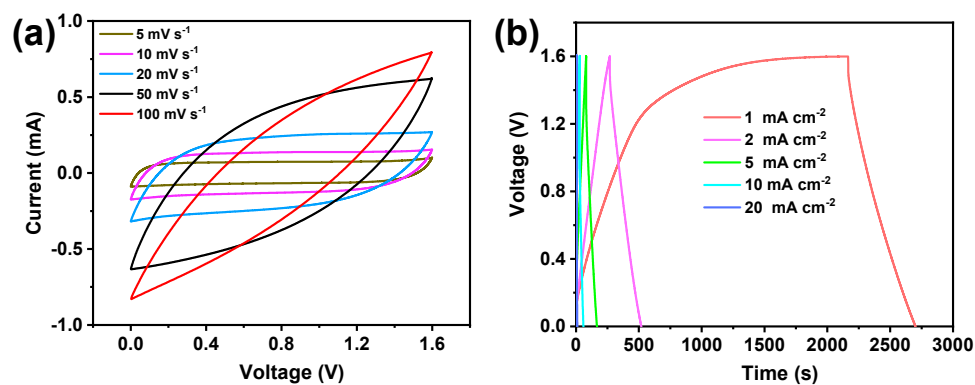 (a)
5 mV s⁻¹
10 mV s⁻¹
20 mV s⁻¹
50 mV s⁻¹
100 mV s⁻¹
1.0
0.5
0.0
-0.5
-1.0
Current (mA)
0.0 0.4 0.8 1.2 1.6
Voltage (V)
(b)
2.0
1.6
1.2
0.8
0.4
0.0
Voltage (V)
1 mA cm⁻²
2 mA cm⁻²
5 mA cm⁻²
10 mA cm⁻²
20 mA cm⁻²
0 500 1000 1500 2000 2500 3000
Time (s)